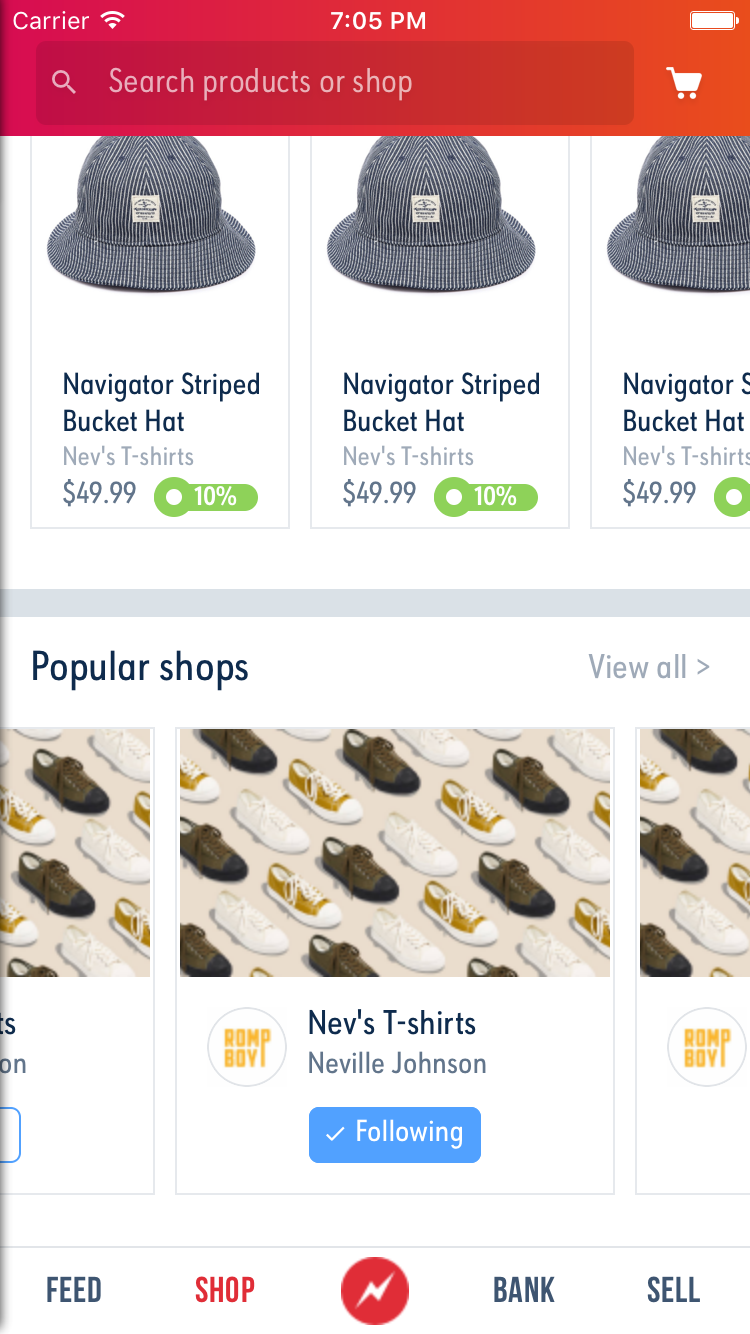 Carrier 7:05 PM
Search products or shop
Navigator Striped
Bucket Hat
Nev's T-shirts
$49.99 10%
Navigator Striped
Bucket Hat
Nev's T-shirts
$49.99 10%
Navigator S
Bucket Hat
Nev's T-shirts
$49.99
Popular shops View all >
ts
on
ROMP
BOY
Nev's T-shirts
Neville Johnson
Following
ROMP
BOY
FEED SHOP BANK SELL